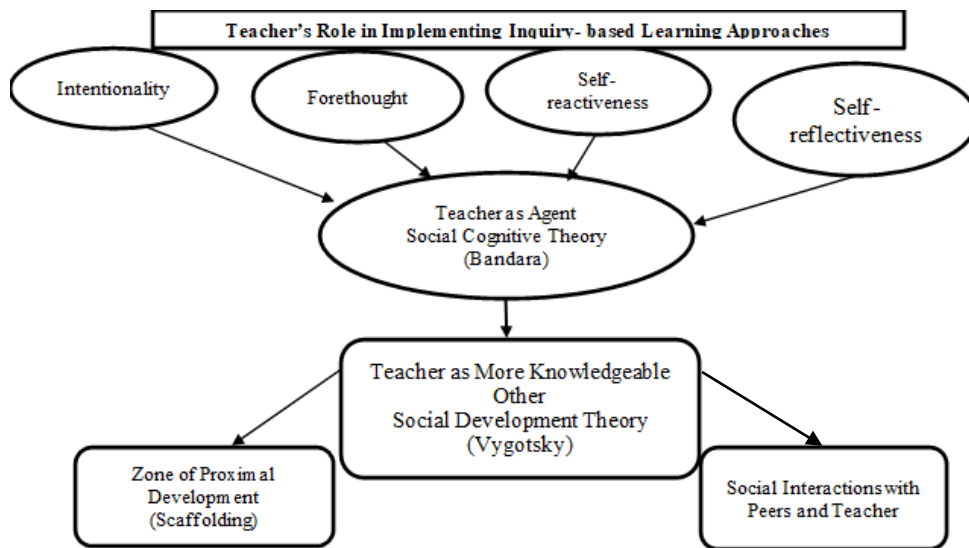 Teacher's Role in Implementing Inquiry- based Learning Approaches
Intentionality
Forethought
Self-
reactiveness
Self-
reflectiveness
Teacher as Agent
Social Cognitive Theory
(Bandara)
Teacher as More Knowledgeable
Other
Social Development Theory
(Vygotsky)
Zone of Proximal
Development
(Scaffolding)
Social Interactions with
Peers and Teacher